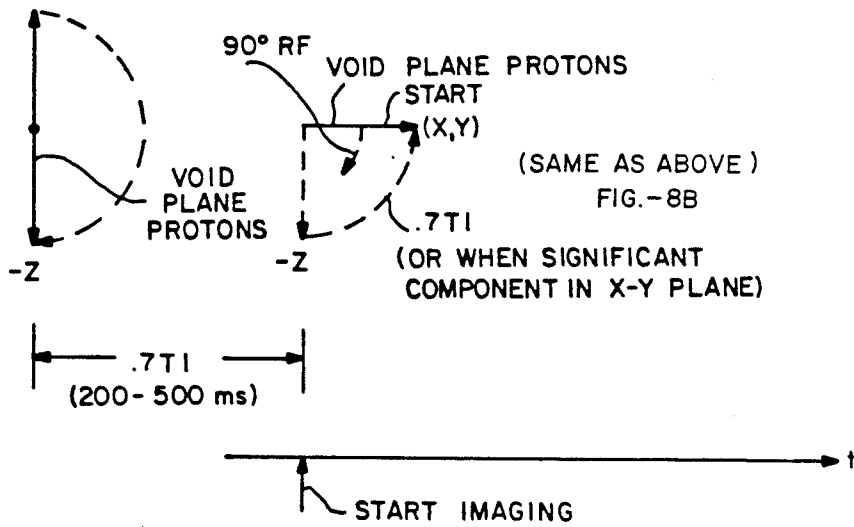 90° RF
VOID PLANE PROTONS
START
(X,Y)
(SAME AS ABOVE)
FIG.-8B
VOID
PLANE
PROTONS
.7T1
-Z
-Z
(OR WHEN SIGNIFICANT
COMPONENT IN X-Y PLANE)
.7T1
(200-500 ms)
t
START IMAGING